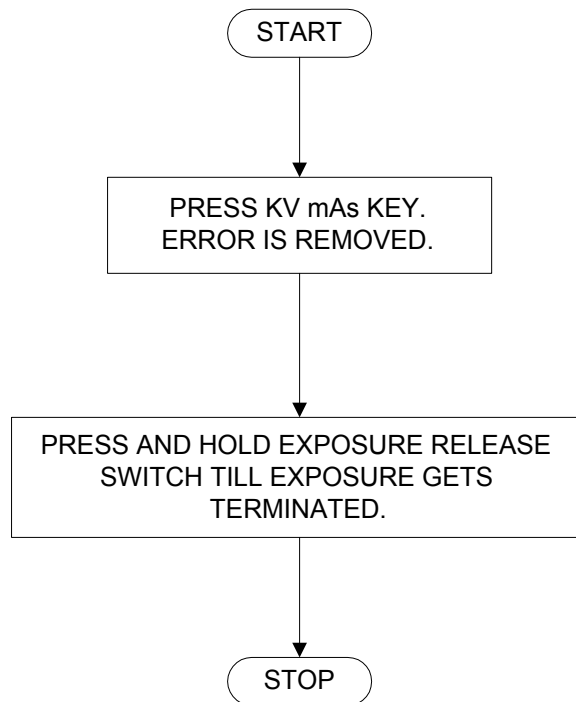 START
PRESS KV mAs KEY.
ERROR IS REMOVED.
PRESS AND HOLD EXPOSURE RELEASE
SWITCH TILL EXPOSURE GETS
TERMINATED.
STOP